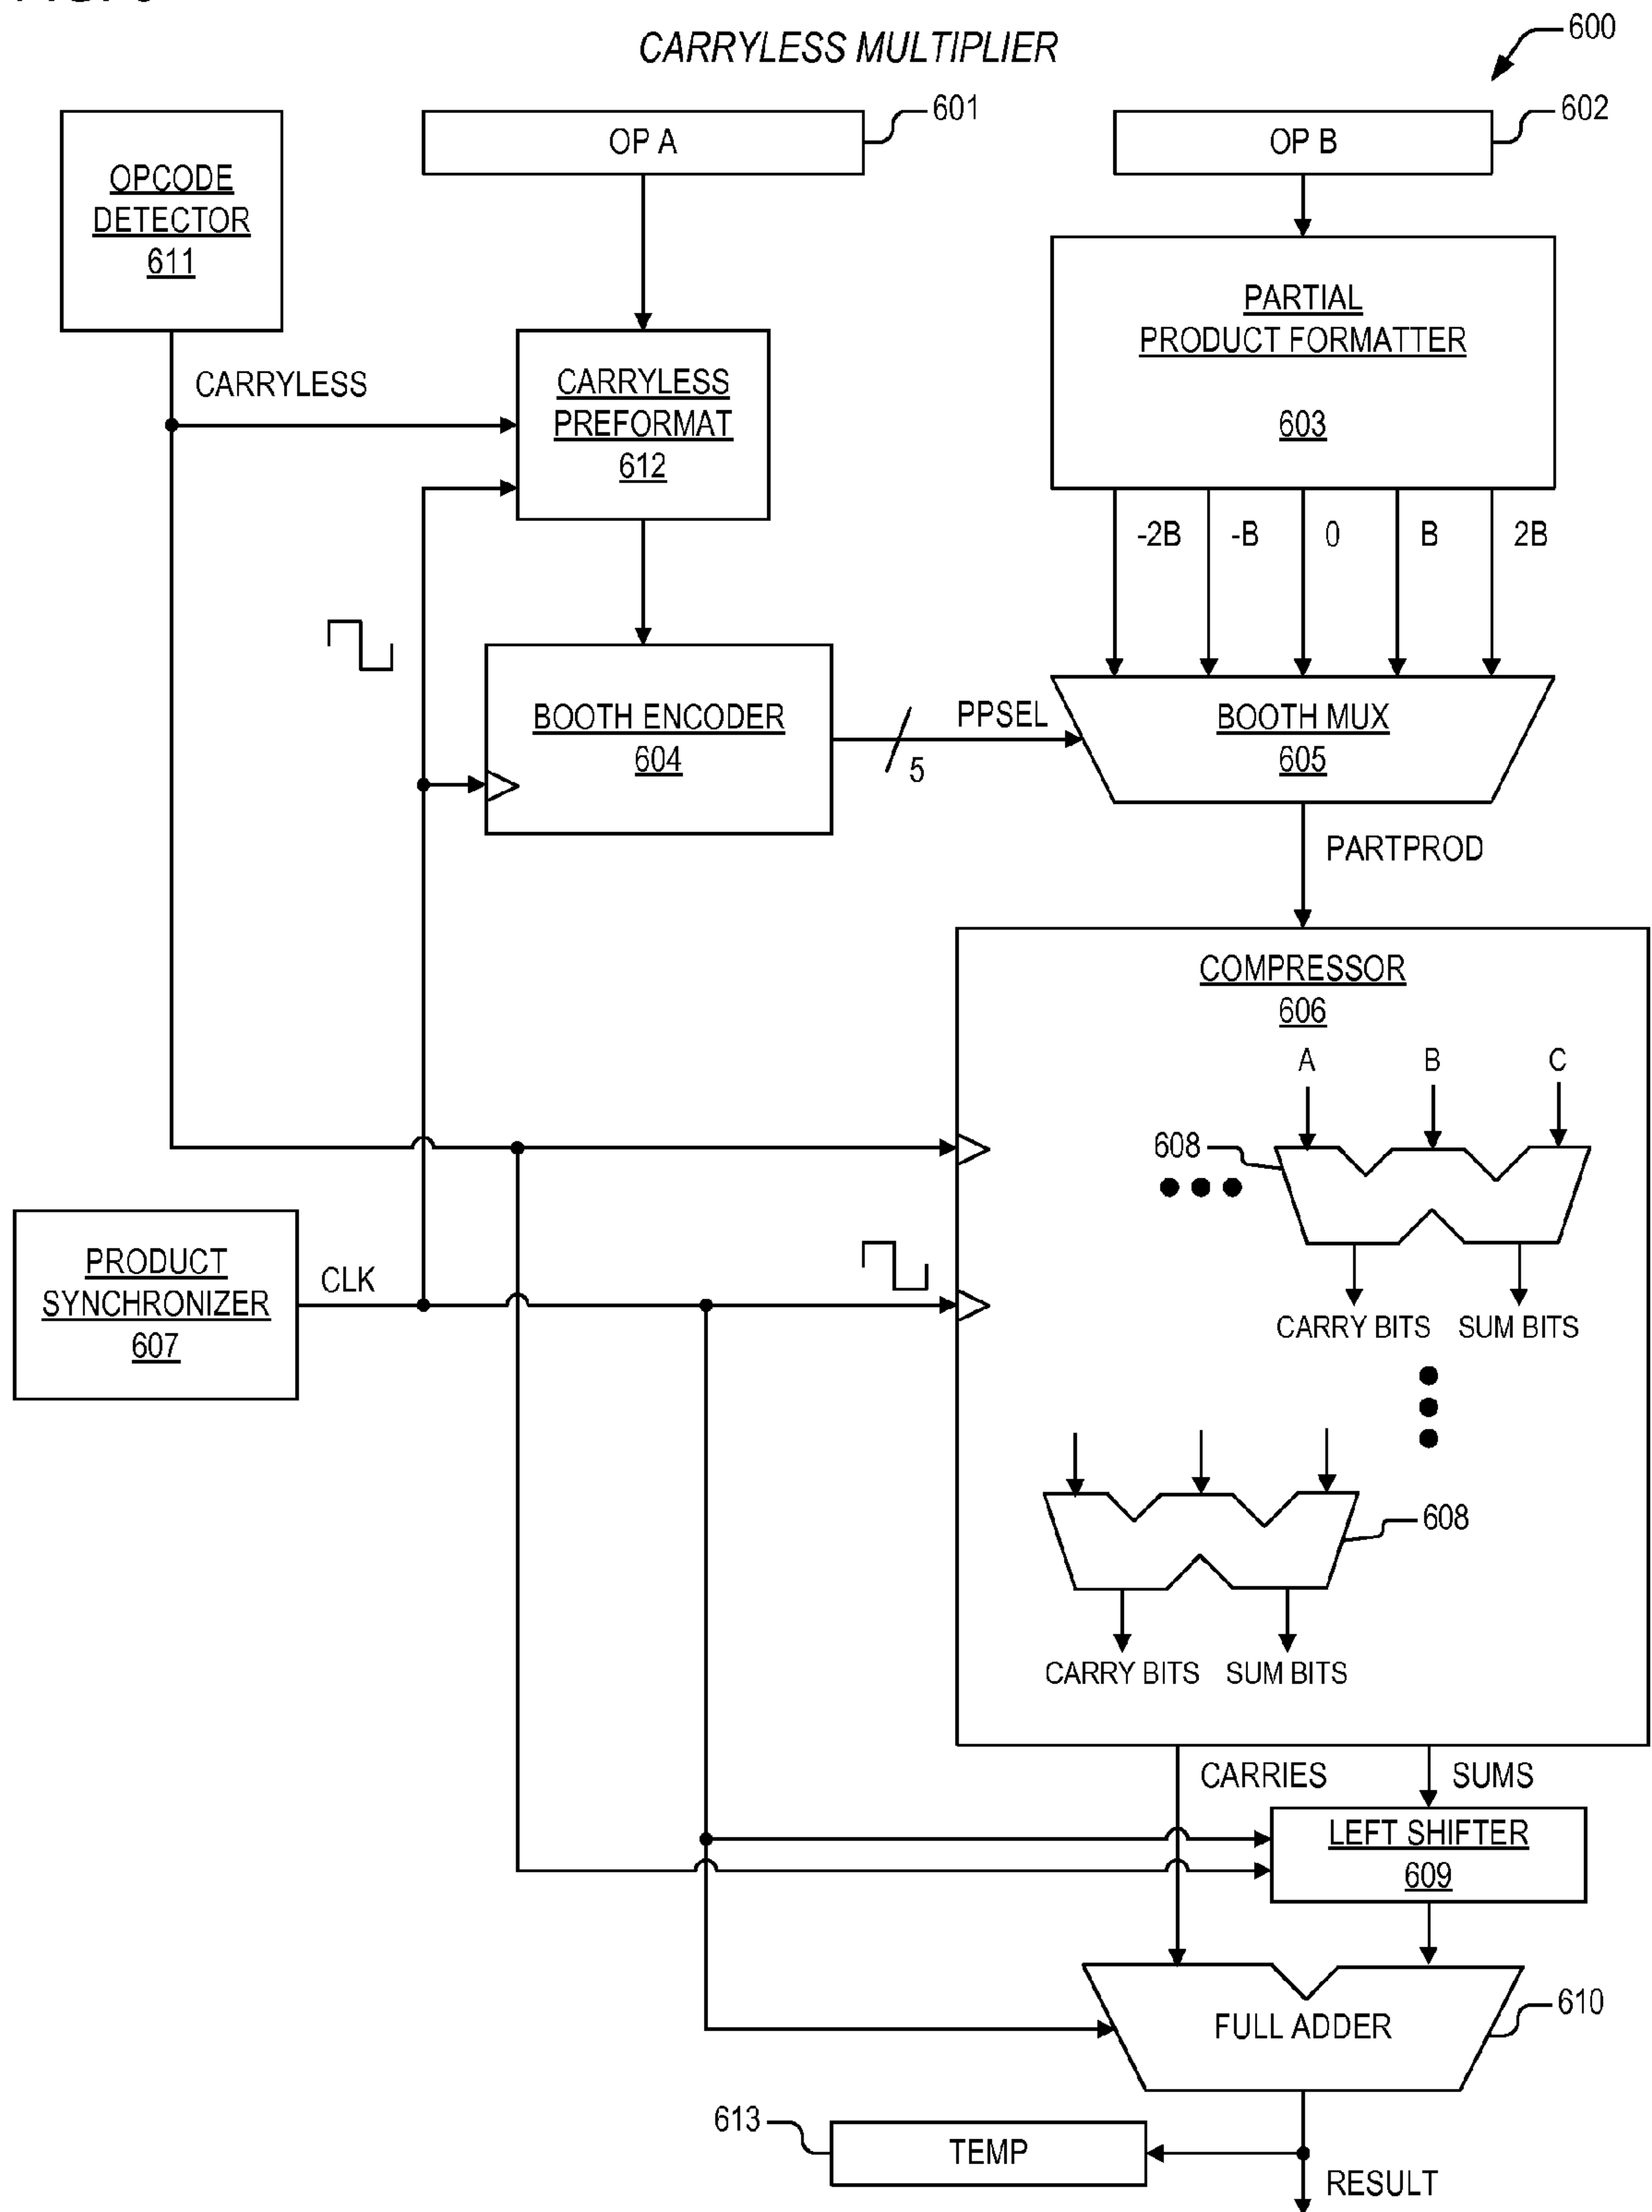 CARRYLESS MULTIPLIER
600
OPCODE
DETECTOR
611
OP A
601
OP B
602
CARRYLESS
CARRYLESS
PREFORMAT
612
PARTIAL
PRODUCT FORMATTER
603
-2B
-B
0
B
2B
BOOTH ENCODER
604
PPSEL
5
BOOTH MUX
605
PARTPROD
COMPRESSOR
606
A
B
C
608
CARRY BITS
SUM BITS
PRODUCT
SYNCHRONIZER
607
CLK
608
CARRY BITS
SUM BITS
CARRIES
SUMS
LEFT SHIFTER
609
FULL ADDER
610
613
TEMP
RESULT